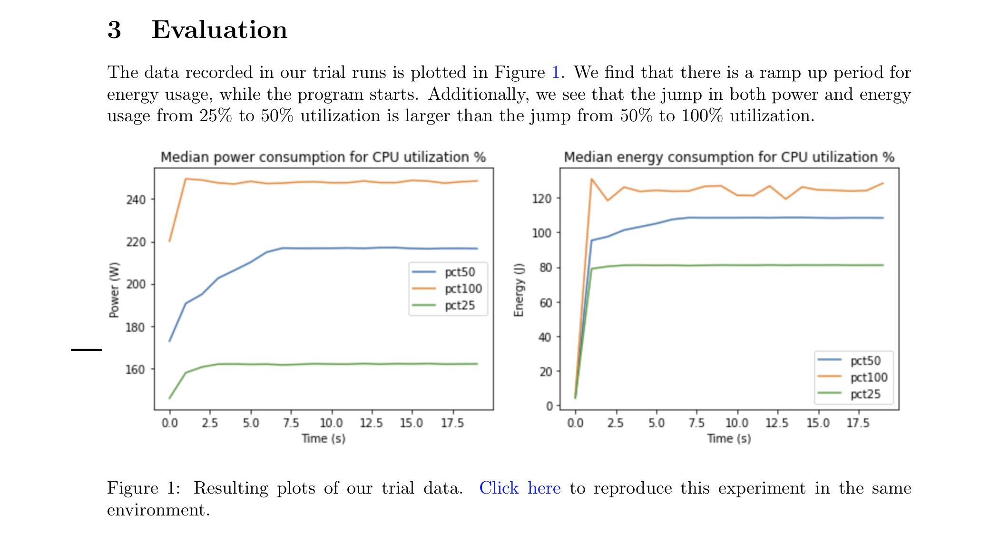 3 Evaluation
The data recorded in our trial runs is plotted in Figure 1. We find that there is a ramp up period for
energy usage, while the program starts. Additionally, we see that the jump in both power and energy
usage from 25% to 50% utilization is larger than the jump from 50% to 100% utilization.
Median power consumption for CPU utilization %
240
220
200
180
160
Power (W)
pct50
pct100
pct25
0.0 2.5 5.0 7.5 10.0 12.5 15.0 17.5
Time (s)
Median energy consumption for CPU utilization %
120
100
80
60
40
20
0
Energy (J)
pct50
pct100
pct25
0.0 2.5 5.0 7.5 10.0 12.5 15.0 17.5
Time (s)
Figure 1: Resulting plots of our trial data. Click here to reproduce this experiment in the same
environment.